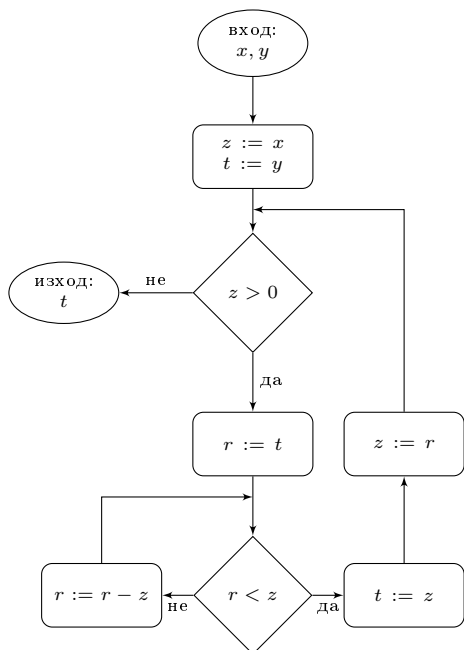 вход:
x, y
z := x
t := y
не
изход:
t
z > 0
да
r := t
z := r
r := r − z
не
r < z
да
t := z